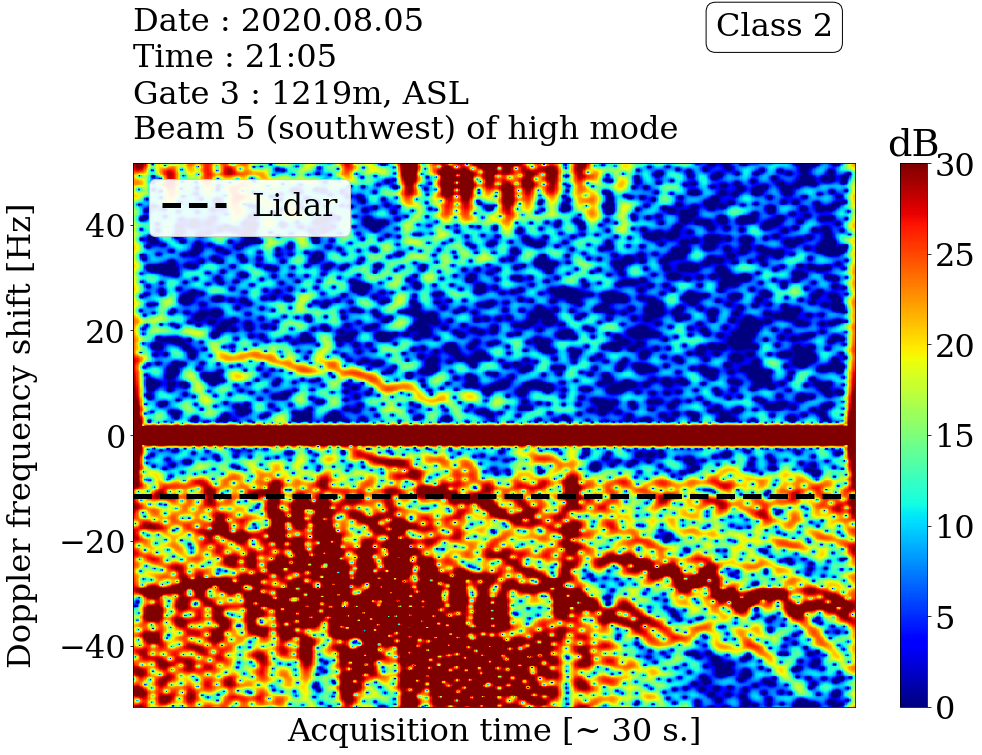 Date : 2020.08.05
Time : 21:05
Gate 3 : 1219m, ASL
Beam 5 (southwest) of high mode
Class 2
dB
Lidar
Doppler frequency shift [Hz]
40
20
0
−20
−40
Acquisition time [~ 30 s.]
30
25
20
15
10
5
0